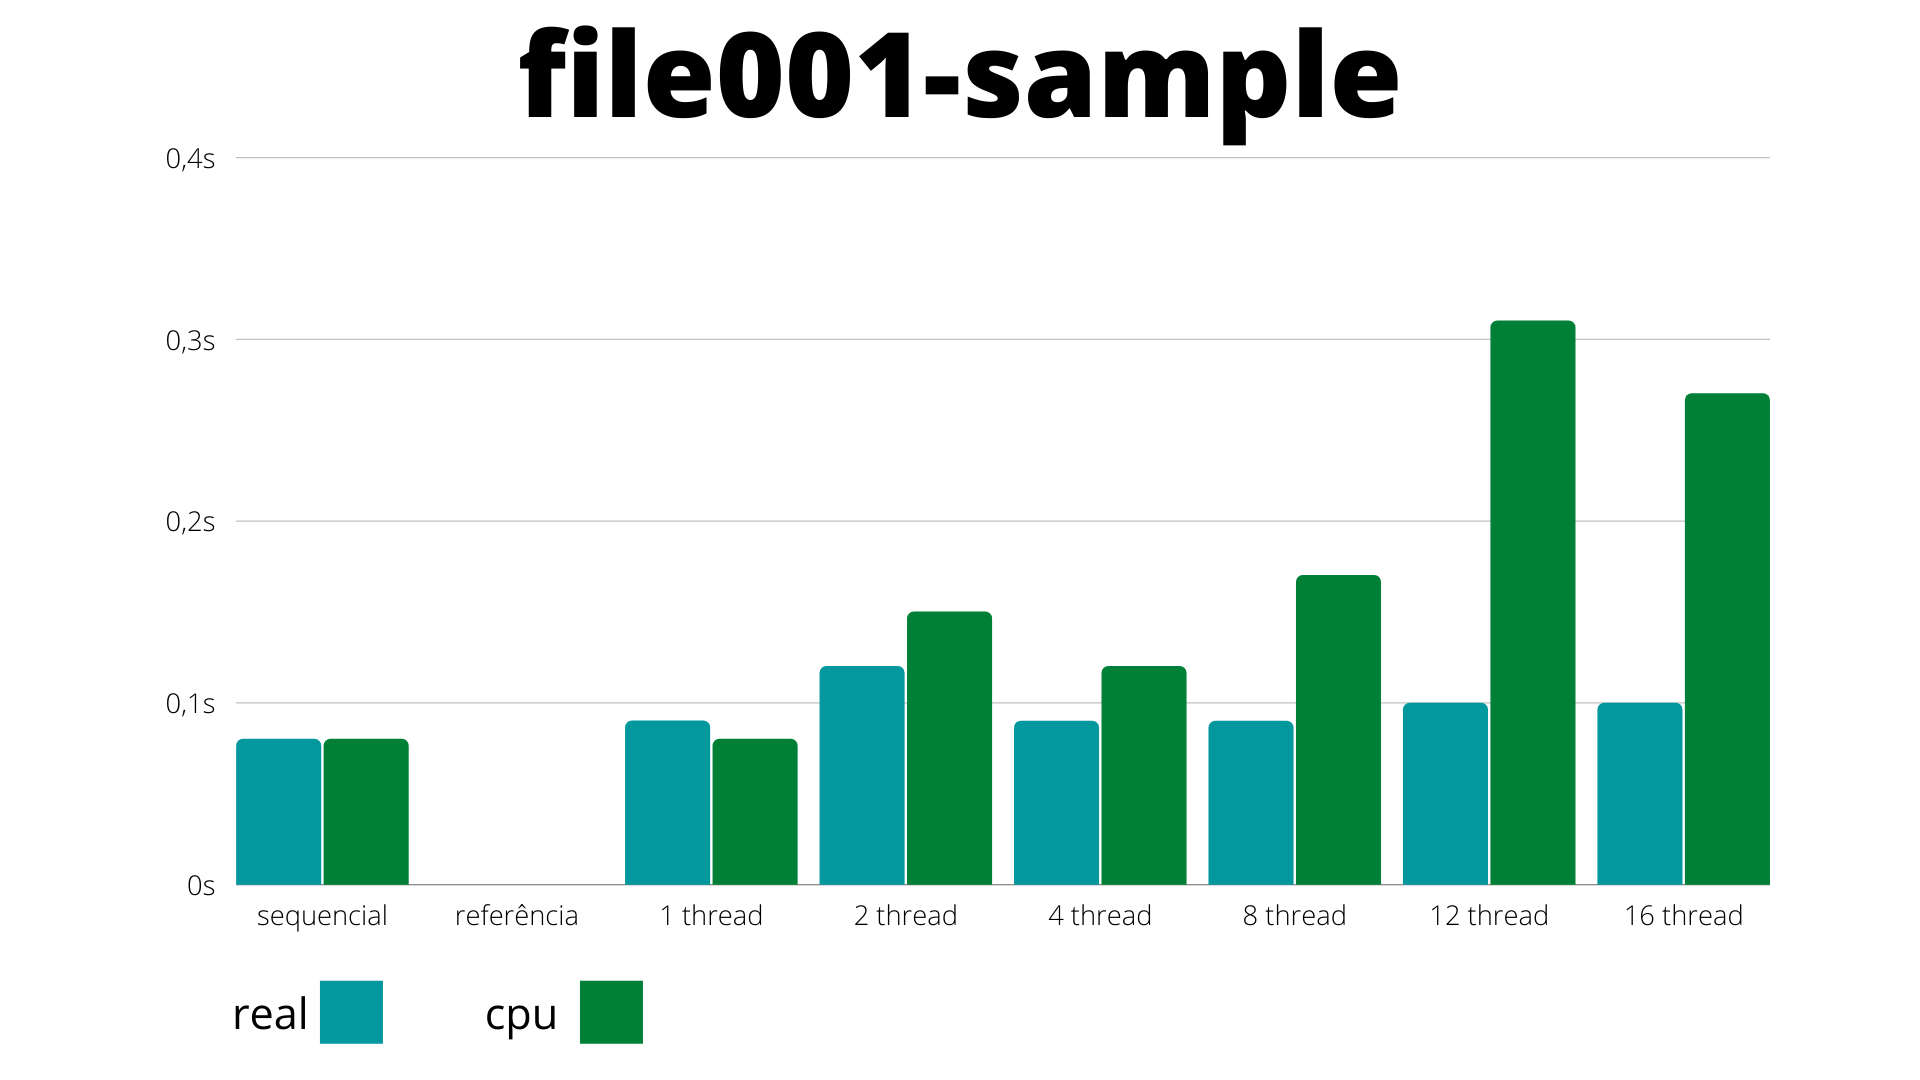 file001-sample
0,4s
0,3s
0,2s
0,1s
0s
sequencial referência 1 thread 2 thread 4 thread 8 thread 12 thread 16 thread
real cpu